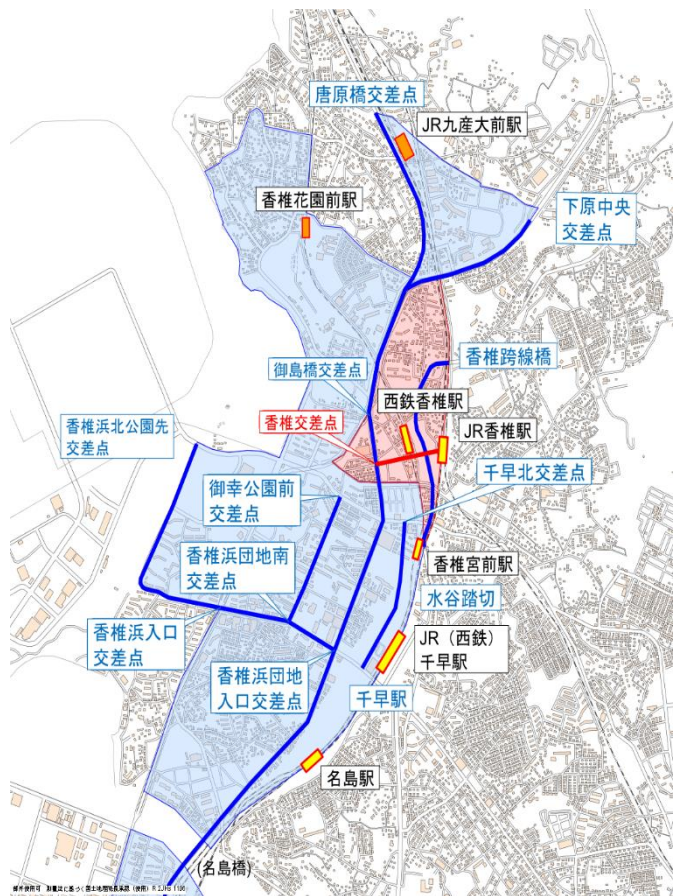 唐原橋交差点
JR九産大前駅
香椎花園前駅
下原中央
交差点
御島橋交差点
香椎跨線橋
西鉄香椎駅
香椎交差点
JR香椎駅
香椎浜北公園先
交差点
千早北交差点
御幸公園前
交差点
香椎浜団地南
交差点
香椎宮前駅
水谷踏切
香椎浜入口
交差点
JR（西鉄）
千早駅
香椎浜団地
入口交差点
千早駅
名島駅
(名島橋)